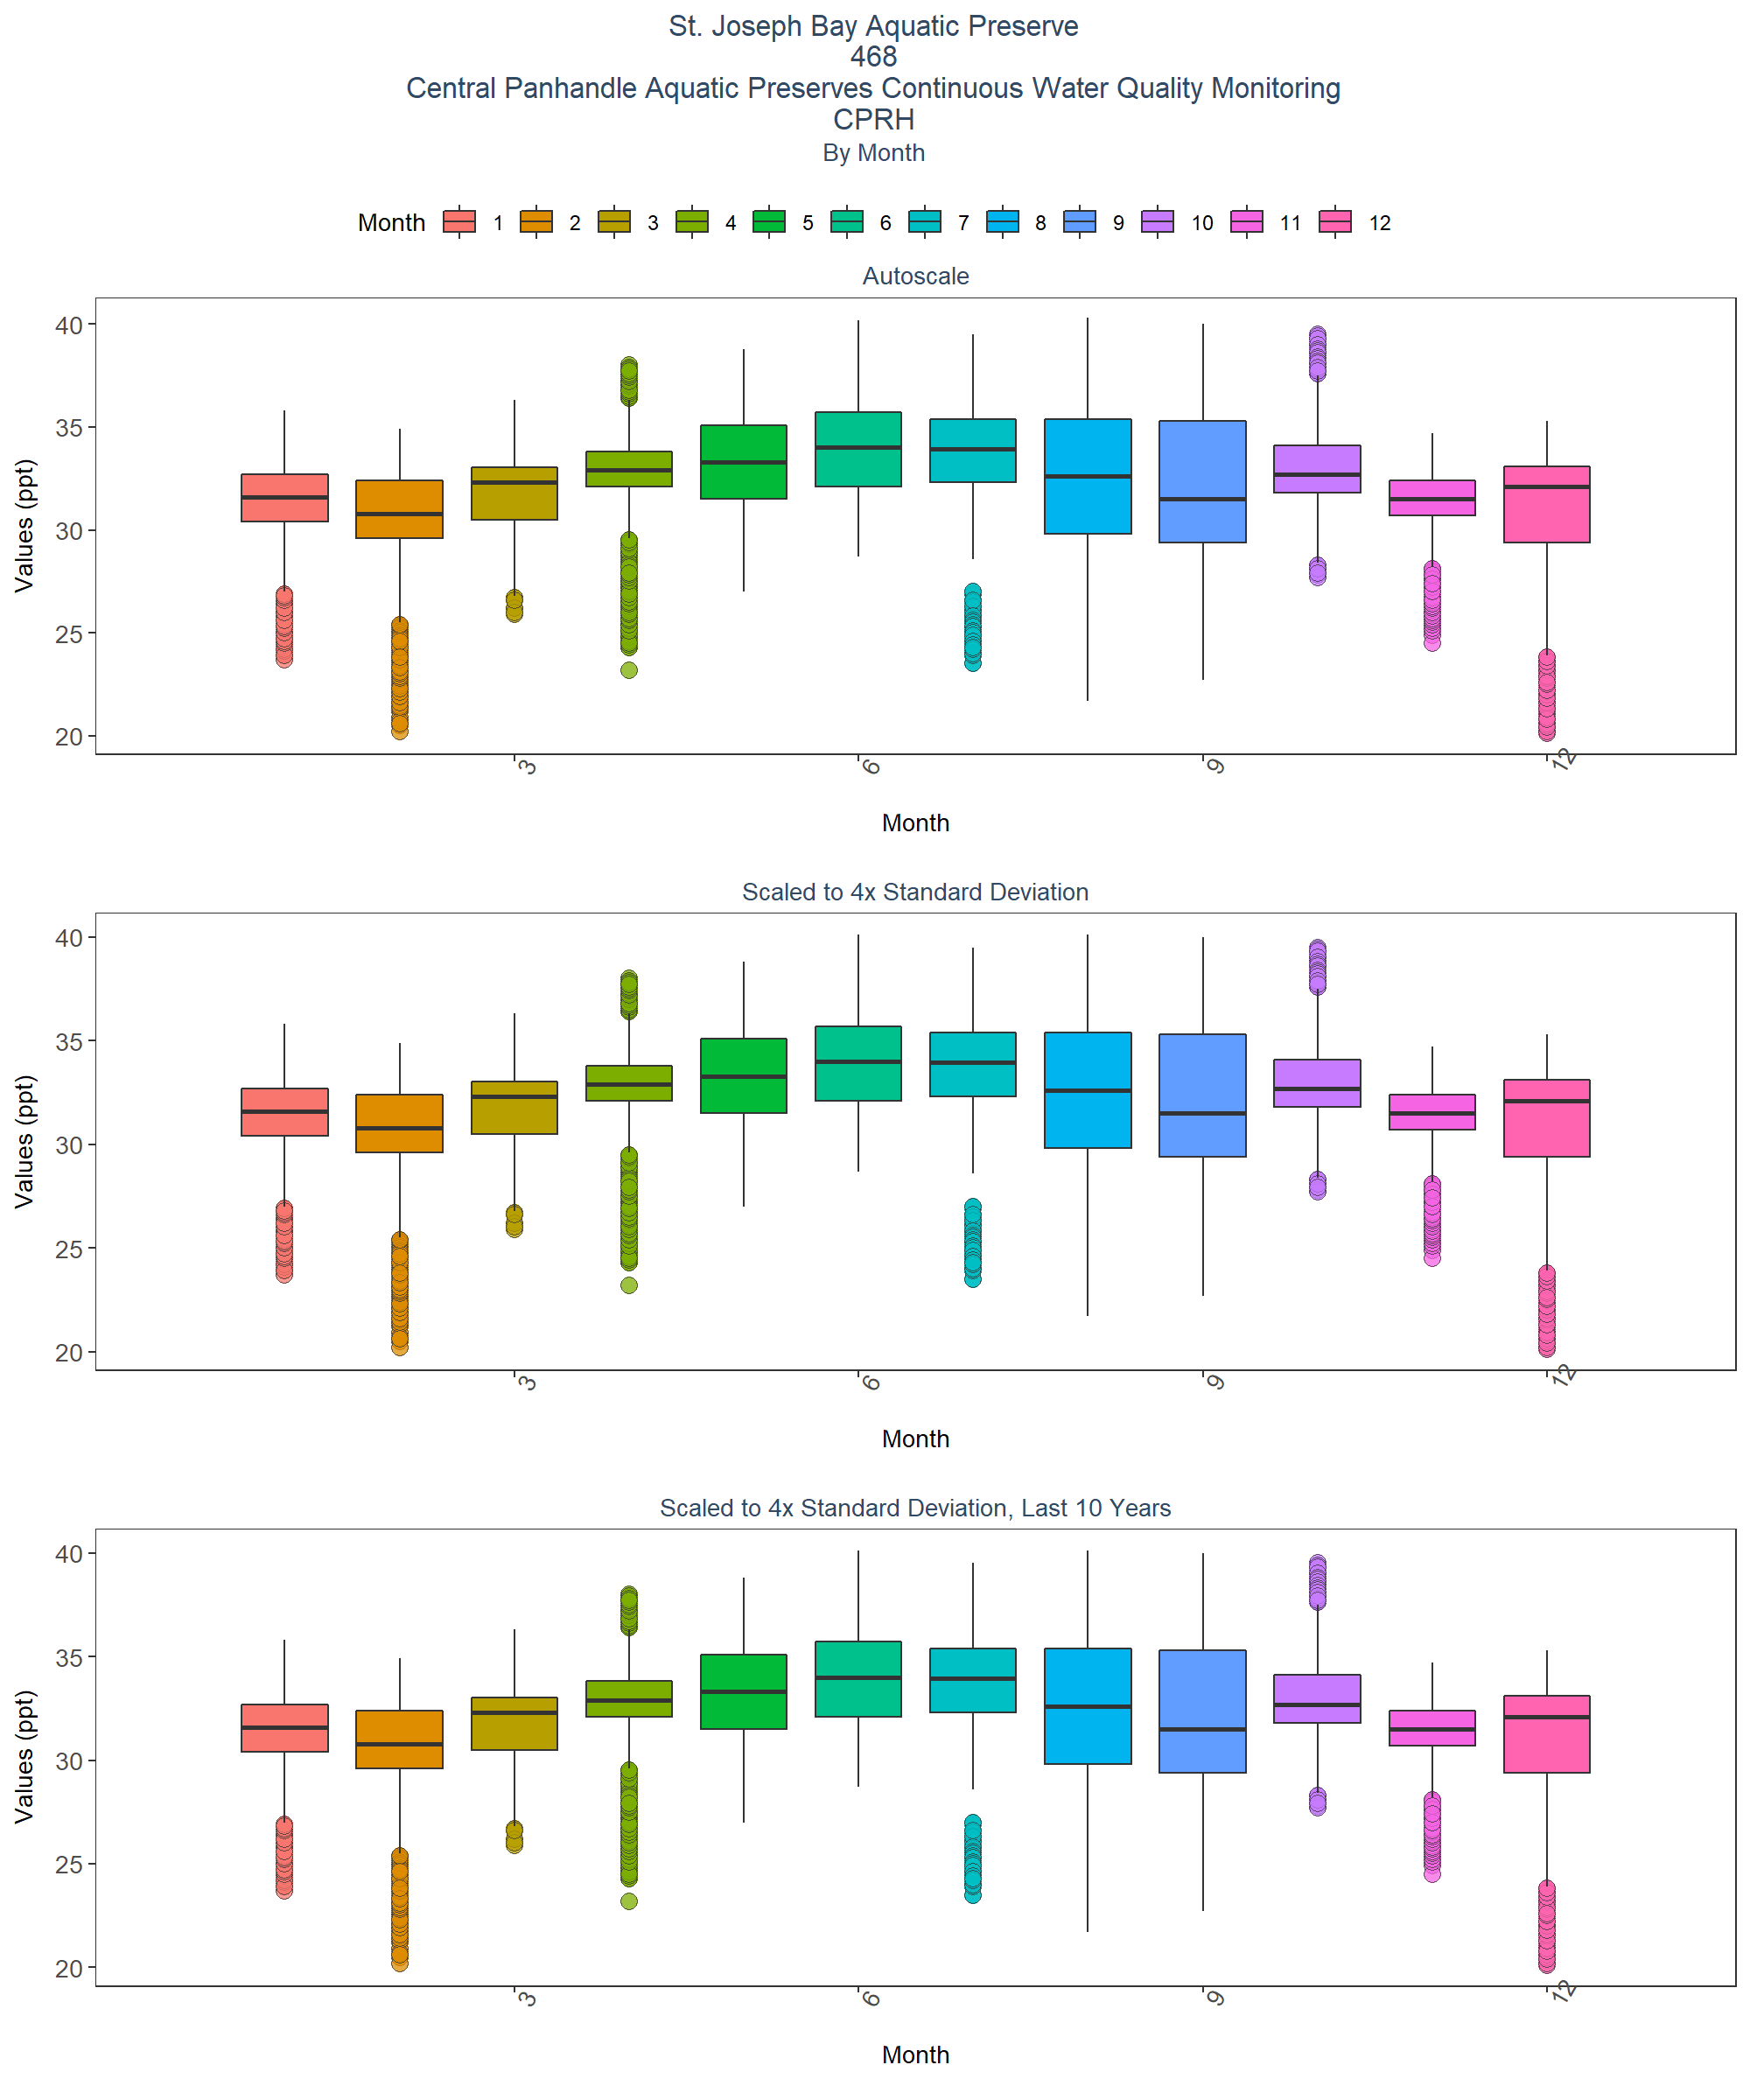 St. Joseph Bay Aquatic Preserve
468
Central Panhandle Aquatic Preserves Continuous Water Quality Monitoring
CPRH
By Month
Month 1 2 3 4 5 6 7 8 9 10 11 12
Autoscale
Values (ppt)
40
35
30
25
20
3 6 9 12
Month
Scaled to 4x Standard Deviation
Values (ppt)
40
35
30
25
20
3 6 9 12
Month
Scaled to 4x Standard Deviation, Last 10 Years
Values (ppt)
40
35
30
25
20
3 6 9 12
Month